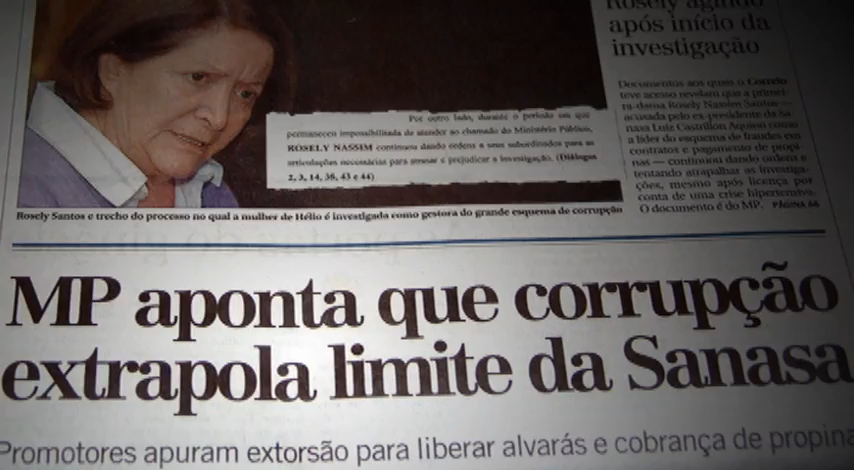 Rosely agindo
após início da
investigação
Documentos aos quais o Correio
teve acesso revelam que a primei-
ra-dama Rosely Nassim Santos —
acusada pelo ex-presidente da Sa-
nasa Luiz Castrillon Aquino como
a líder do esquema de fraudes em
contratos e pagamento de propi-
nas — continuou dando ordens e
tentando atrapalhar as investiga-
ções, mesmo após licença por
conta de uma crise hipertensiva.
O documento é do MP. PÁGINA A6
Por outro lado, durante o período em que
permaneceu impossibilitada de atender ao chamado do Ministério Público,
ROSELY NASSIM continuou dando ordens a seus subordinados para as
articulações necessárias para atrasar e prejudicar a investigação. (Diálogos
2, 3, 14, 38, 43 e 44)
Rosely Santos e trecho do processo no qual a mulher de Hélio é investigada como gestora do grande esquema de corrupção
MP aponta que corrupção
extrapola limite da Sanasa
Promotores apuram extorsão para liberar alvarás e cobrança de propina